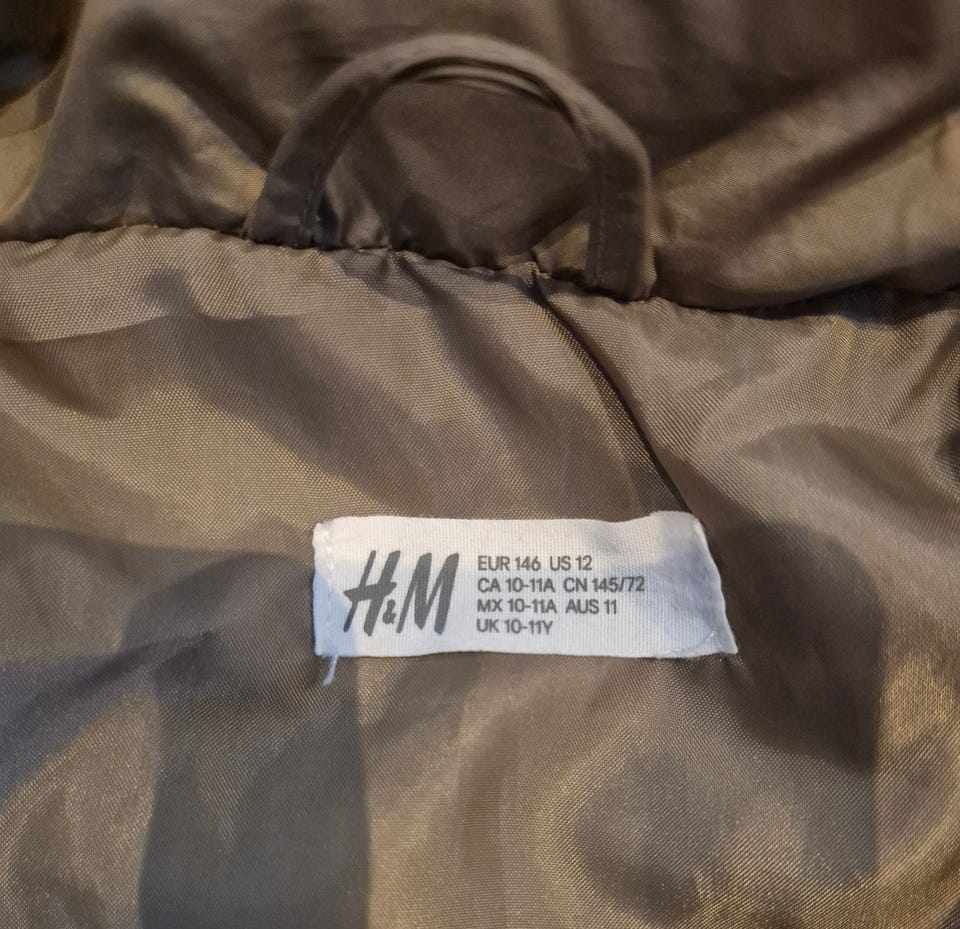 H&M
EUR 146 US 12
CA 10-11A CN 145/72
MX 10-11A AUS 11
UK 10-11Y